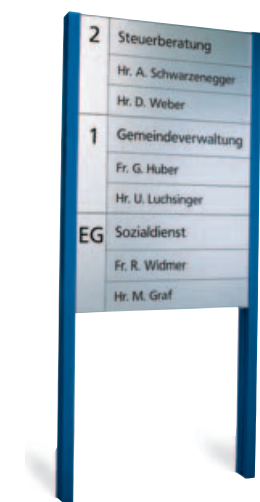 2 Steuerberatung
Hr. A. Schwarzenegger
Hr. D. Weber
1 Gemeindeverwaltung
Fr. G. Huber
Hr. U. Luchsinger
EG Sozialdienst
Fr. R. Widmer
Hr. M. Graf